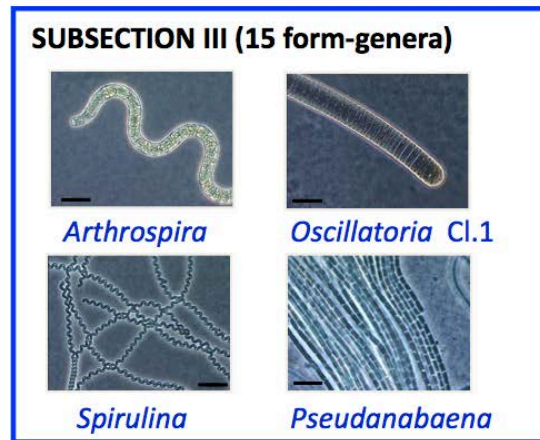 SUBSECTION III (15 form-genera)
Arthrospira
Oscillatoria Cl.1
Spirulina
Pseudanabaena